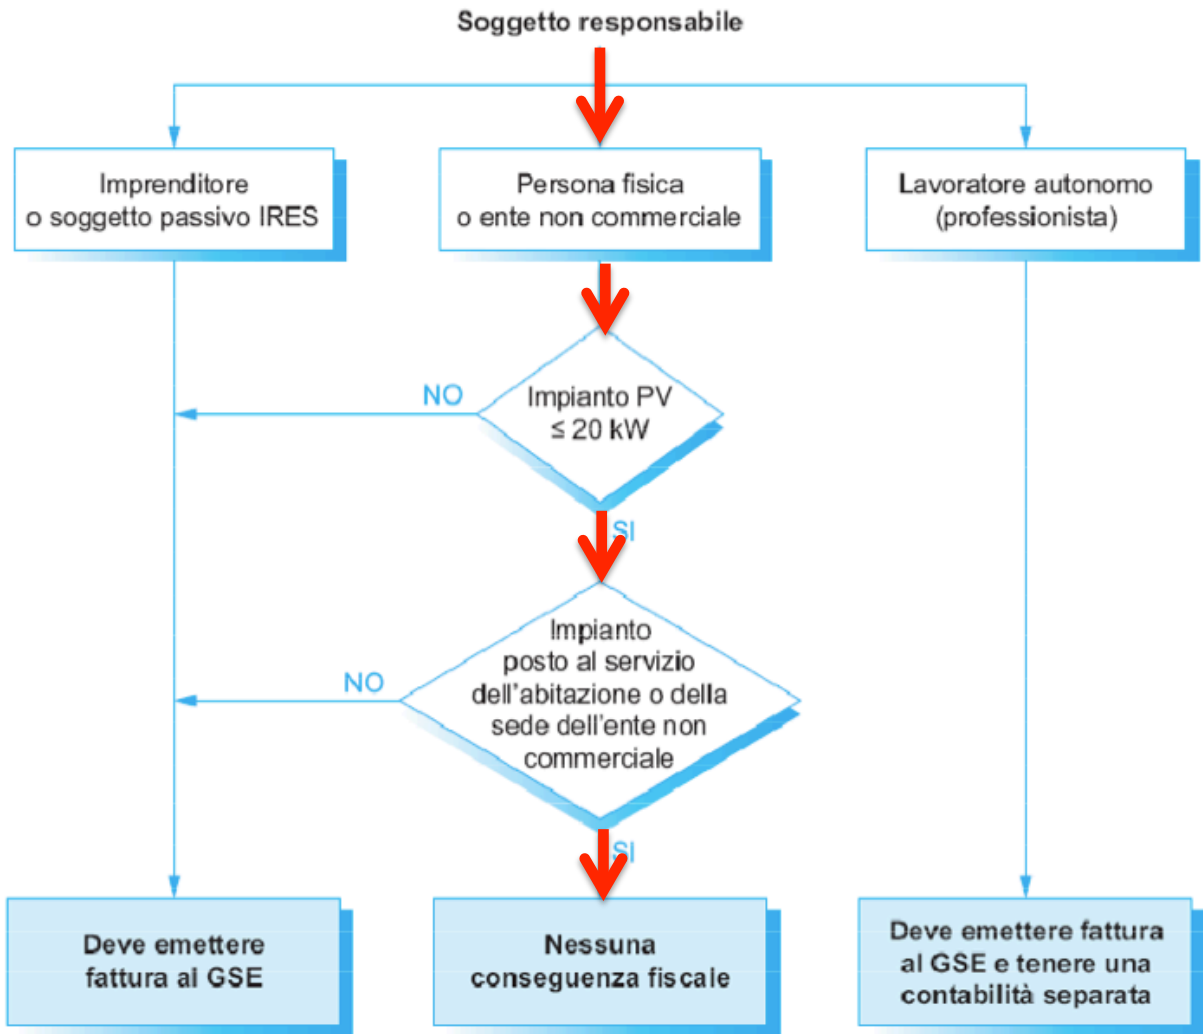 Soggetto responsabile
Imprenditore
o soggetto passivo IRES
Persona fisica
o ente non commerciale
Lavoratore autonomo
(professionista)
NO
Impianto PV
≤ 20 kW
SI
NO
Impianto
posto al servizio
dell'abitazione o della
sede dell'ente non
commerciale
SI
Deve emettere
fattura al GSE
Nessuna
conseguenza fiscale
Deve emettere fattura
al GSE e tenere una
contabilità separata